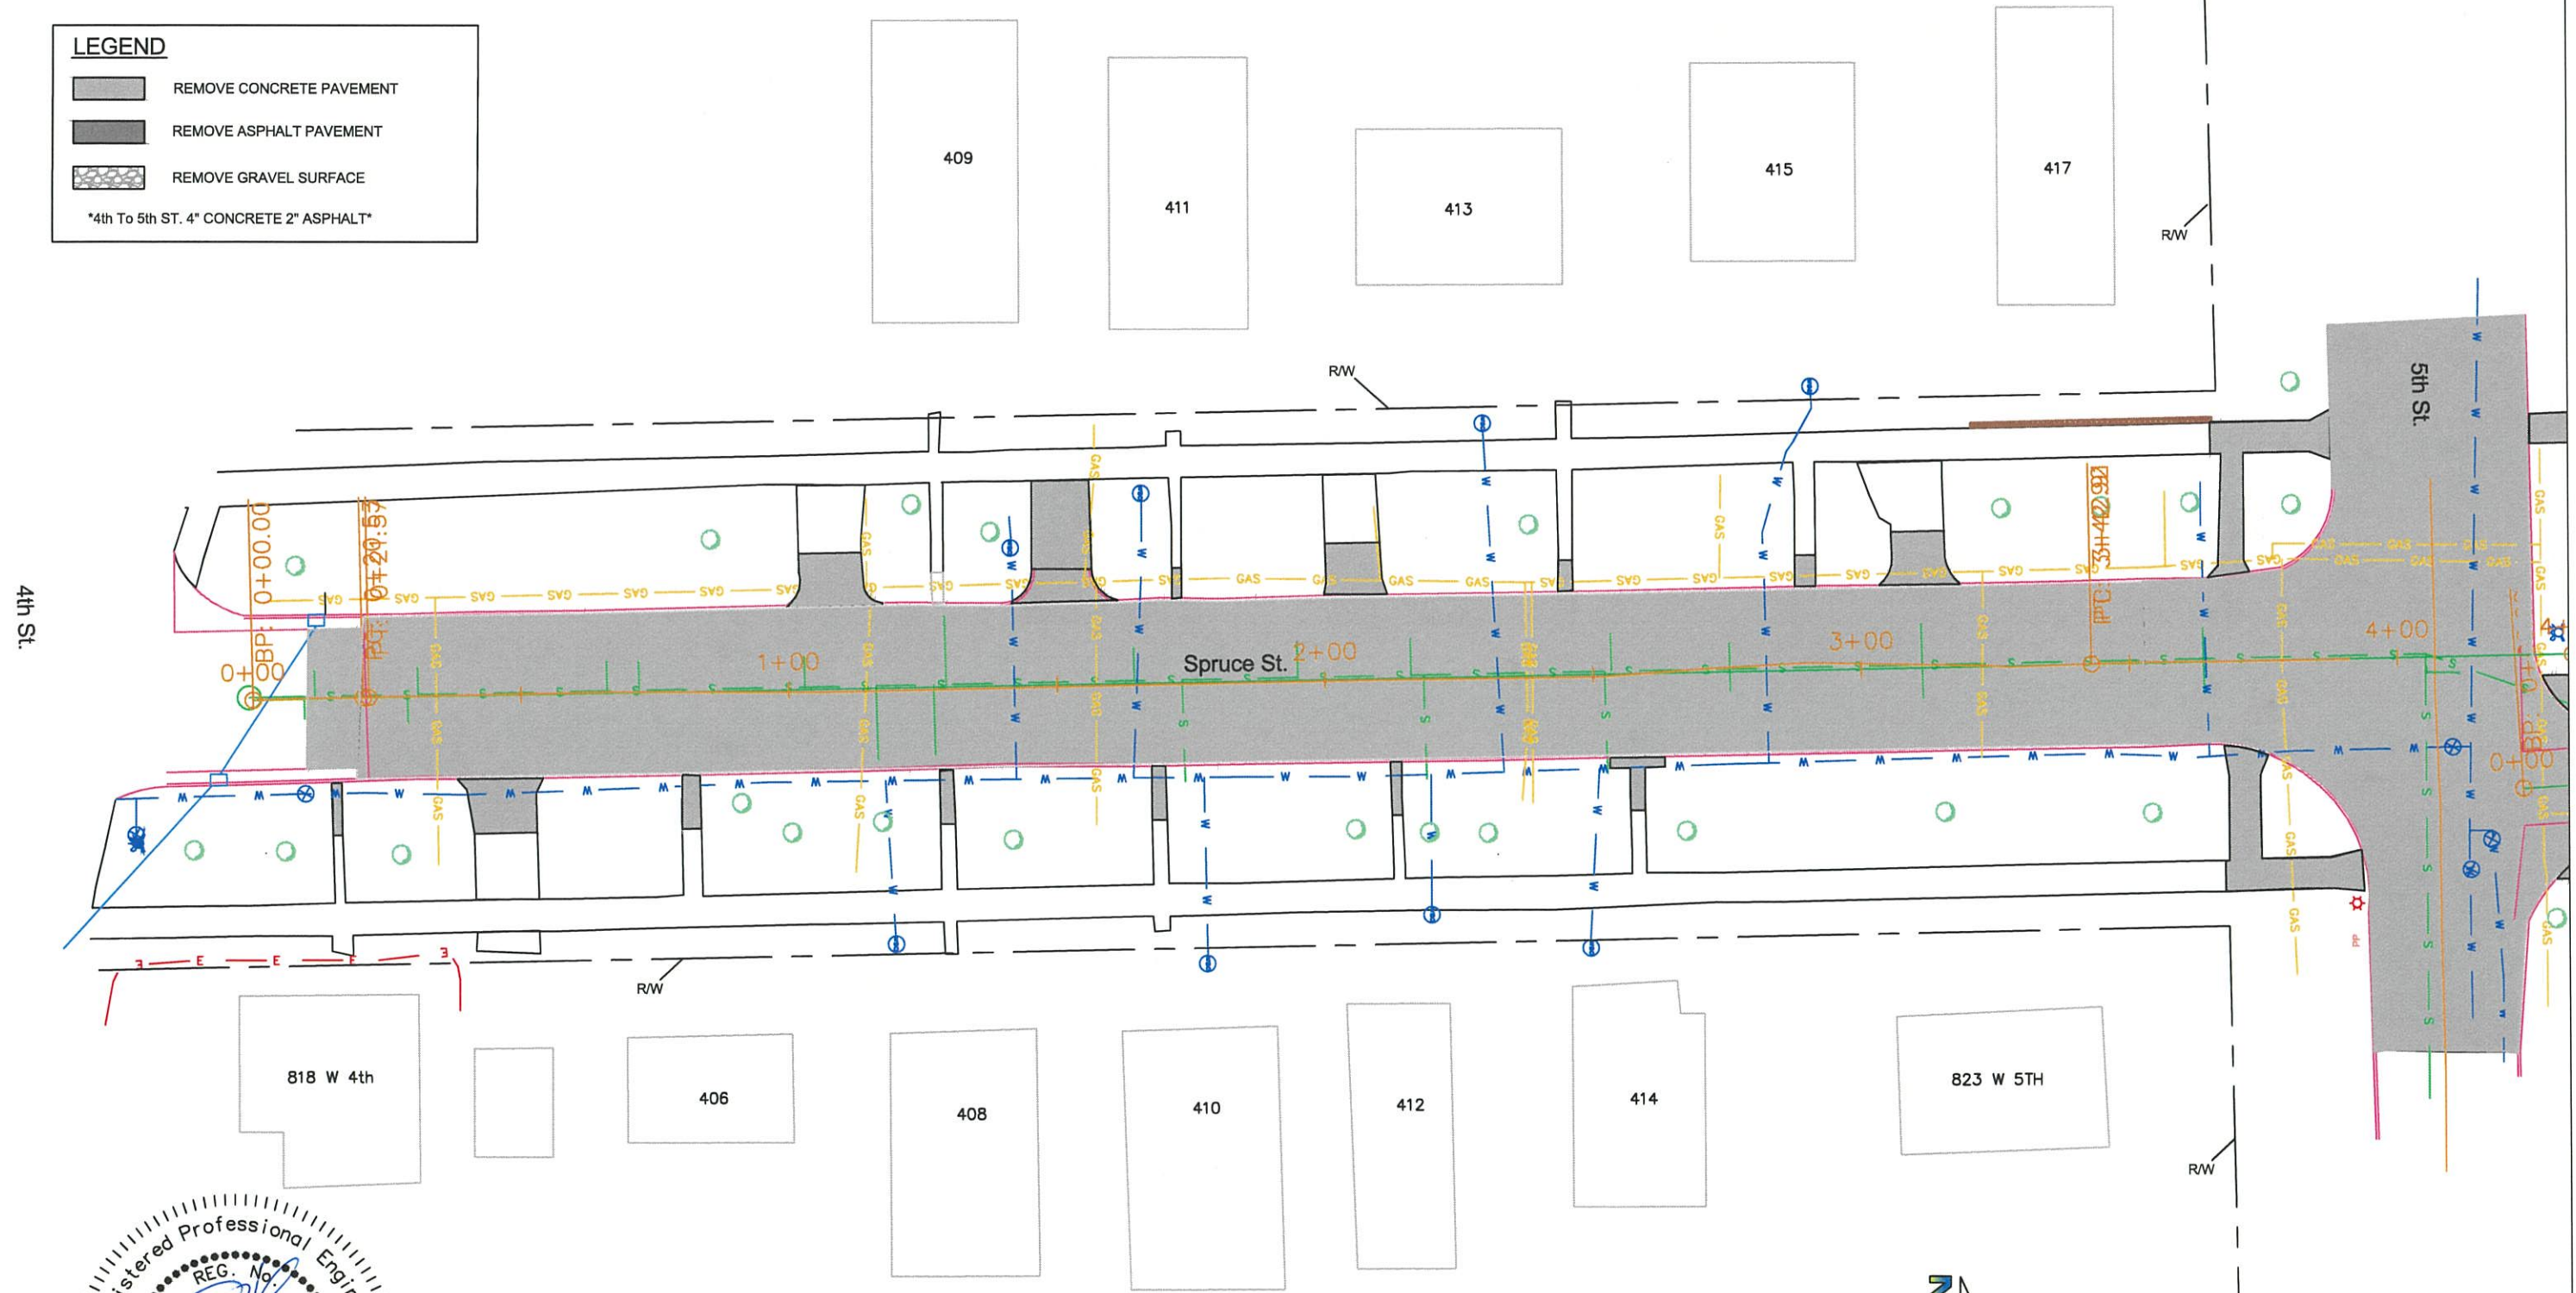 LEGEND
REMOVE CONCRETE PAVEMENT
REMOVE ASPHALT PAVEMENT
REMOVE GRAVEL SURFACE
*4th To 5th ST. 4" CONCRETE 2" ASPHALT*
409
411
413
415
417
R/W
R/W
5th St.
4th St.
BP: 0+00.00
0+00
1+00
Spruce St.
2+00
3+00
4+00
BP:
0+00
GAS
W
S
E
PP
R/W
R/W
818 W 4th
406
408
410
412
414
823 W 5TH
REG. No.